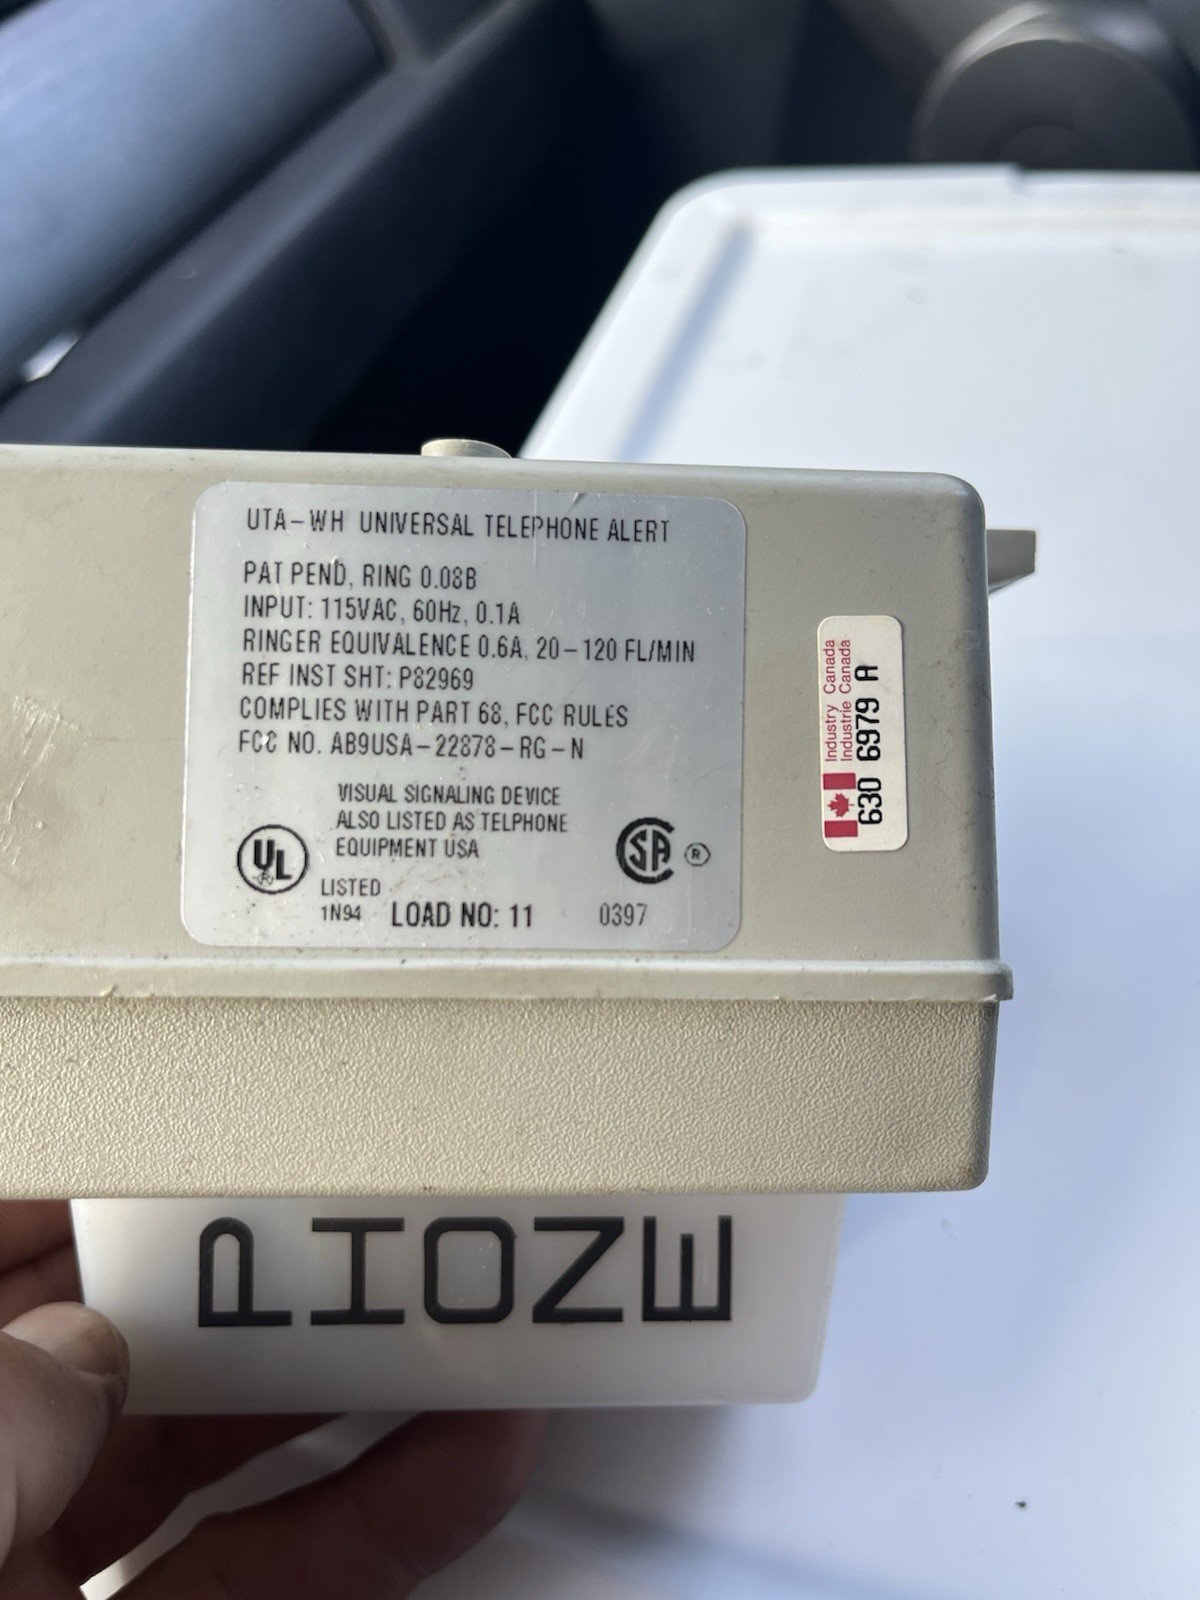 UTA-WH UNIVERSAL TELEPHONE ALERT
PAT PEND, RING 0.08B
INPUT: 115VAC, 60Hz, 0.1A
RINGER EQUIVALENCE 0.6A, 20-120 FL/MIN
REF INST SHT: P82969
COMPLIES WITH PART 68, FCC RULES
FCC NO. AB9USA-22878-RG-N
VISUAL SIGNALING DEVICE
ALSO LISTED AS TELPHONE
EQUIPMENT USA
UL
(R)
LISTED
1N94
LOAD NO: 11
0397
SA ®
Industry Canada
Industrie Canada
630 6979 A
PHONE